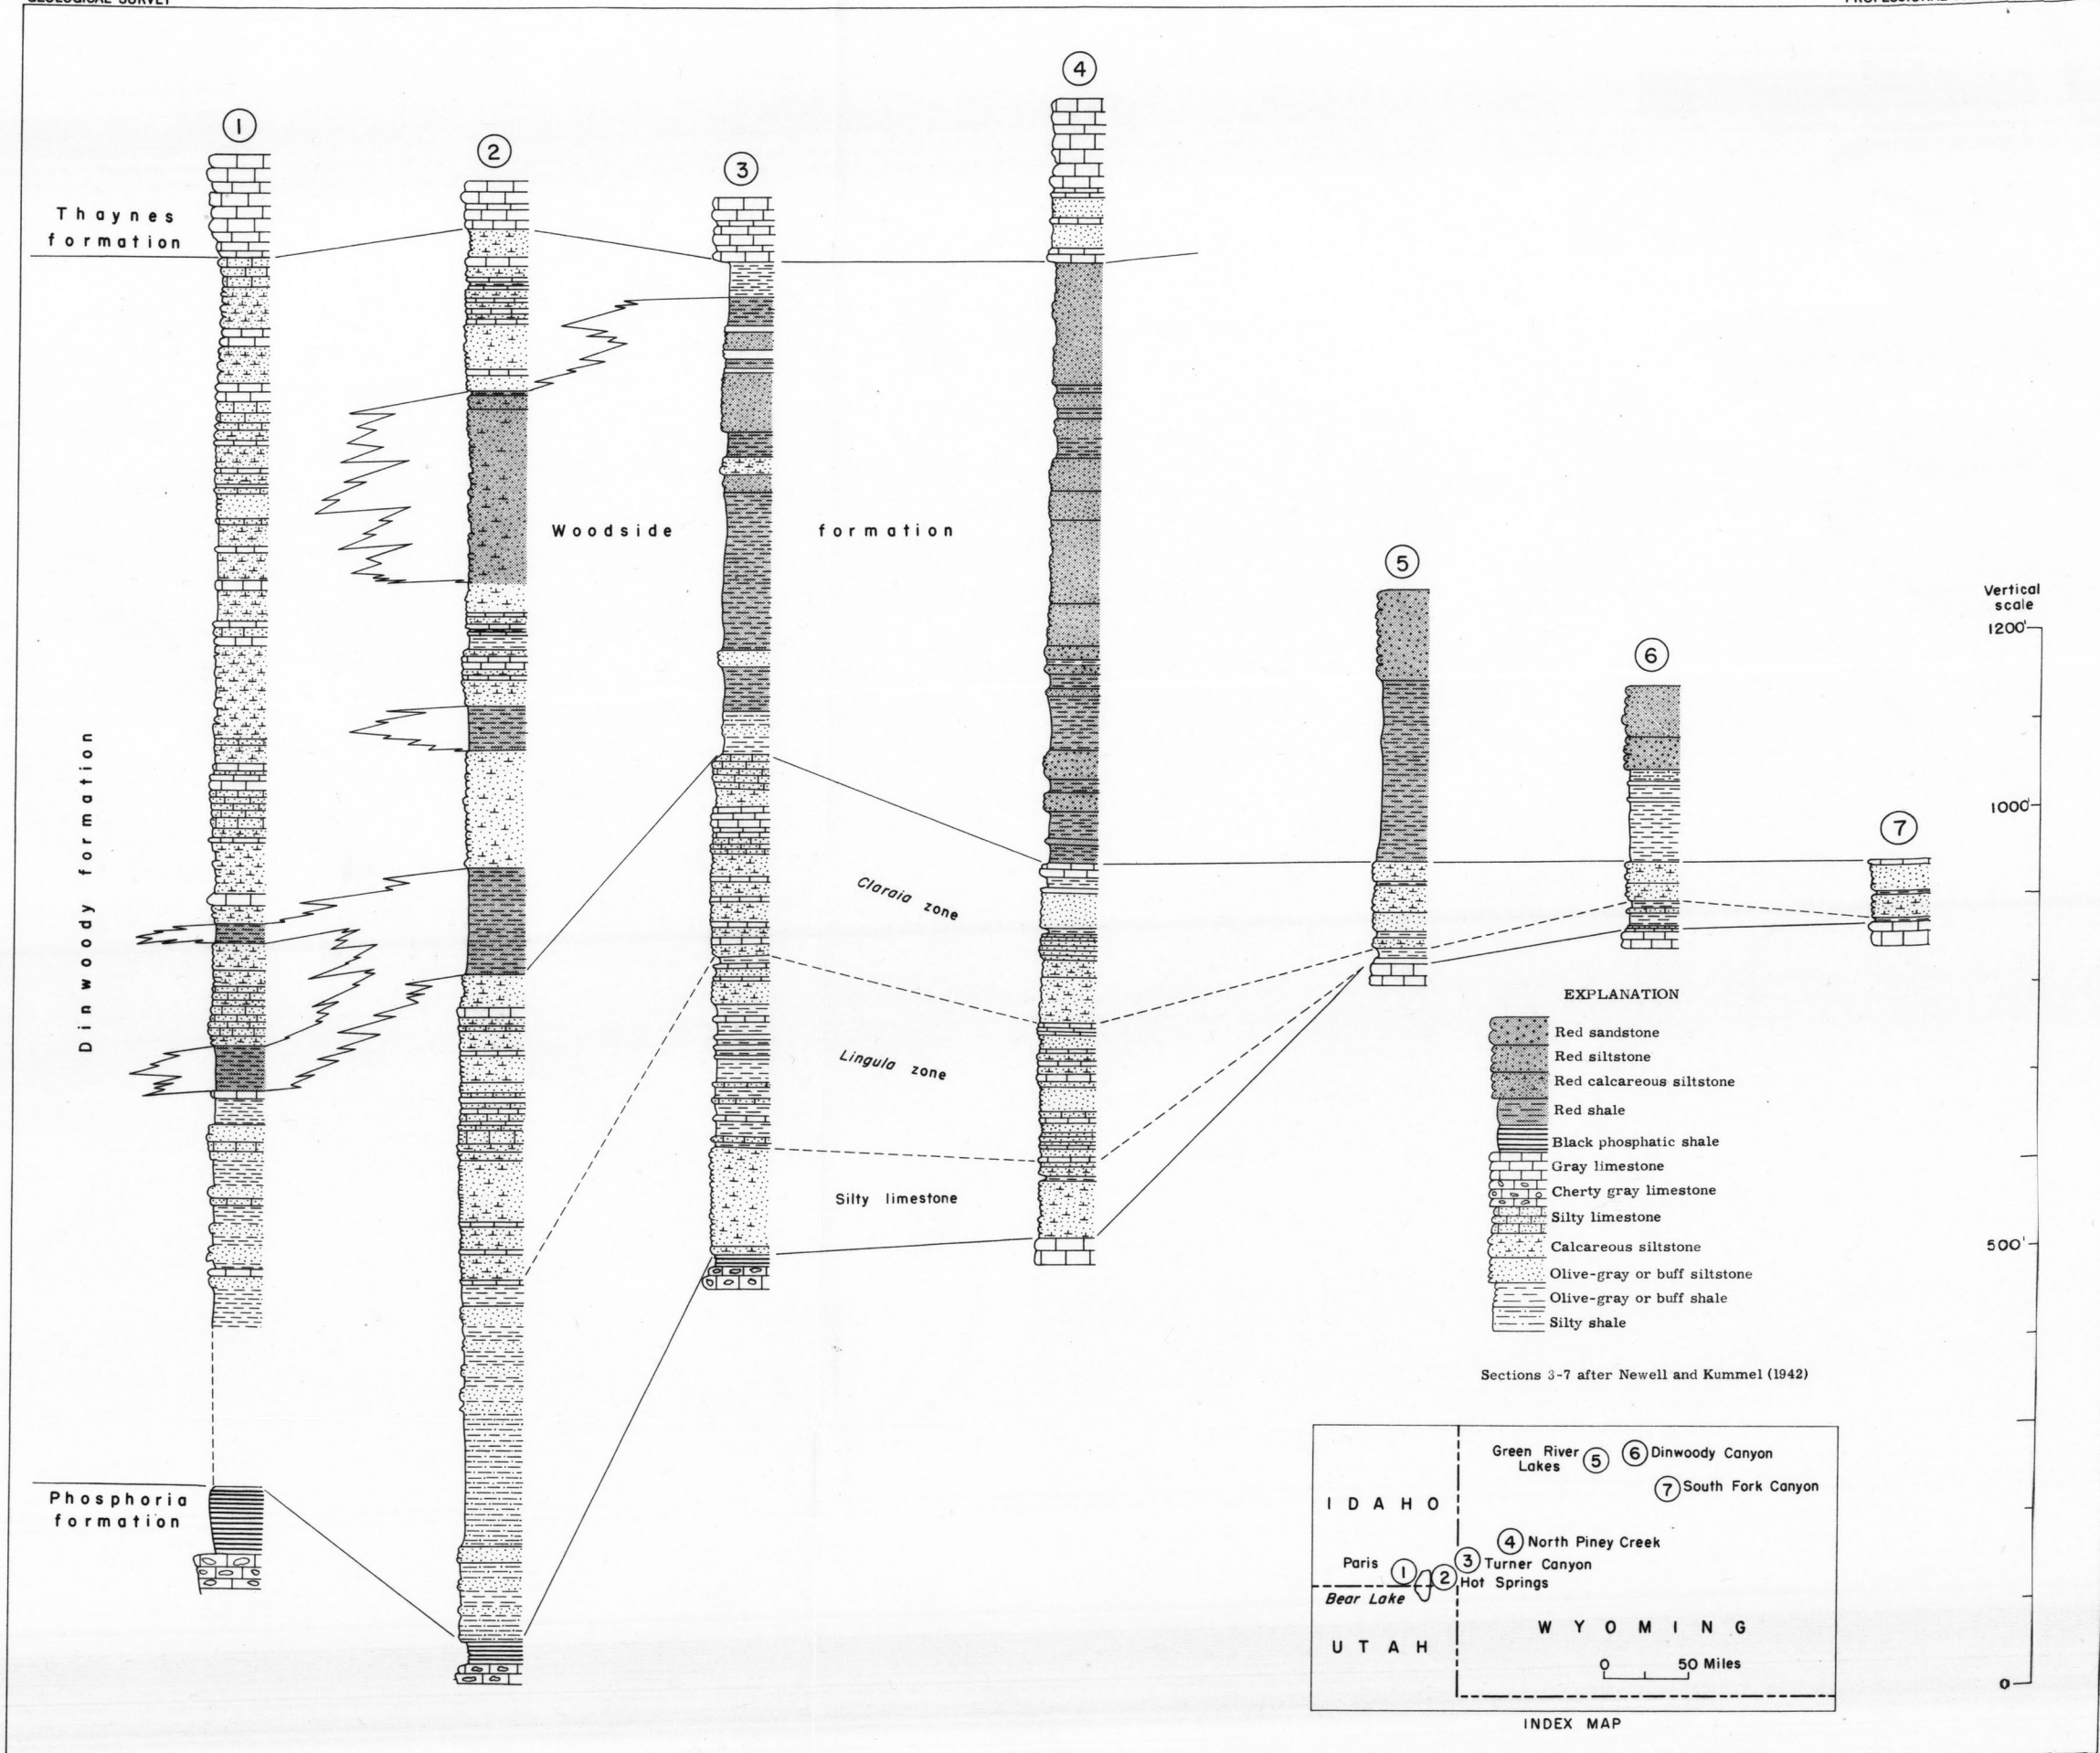 GEOLOGICAL SURVEY
1
2
3
4
5
6
7
Thaynes
formation
Woodside formation
Dinwoody formation
Claraia zone
Lingula zone
Silty limestone
Phosphoria
formation
Vertical
scale
1200'
1000'
500'
0
EXPLANATION
Red sandstone
Red siltstone
Red calcareous siltstone
Red shale
Black phosphatic shale
Gray limestone
Cherty gray limestone
Silty limestone
Calcareous siltstone
Olive-gray or buff siltstone
Olive-gray or buff shale
Silty shale
Sections 3-7 after Newell and Kummel (1942)
Green River
Lakes 5
6 Dinwoody Canyon
7 South Fork Canyon
IDAHO
4 North Piney Creek
Paris 1
3 Turner Canyon
2 Hot Springs
Bear Lake
WYOMING
UTAH
0 50 Miles
INDEX MAP